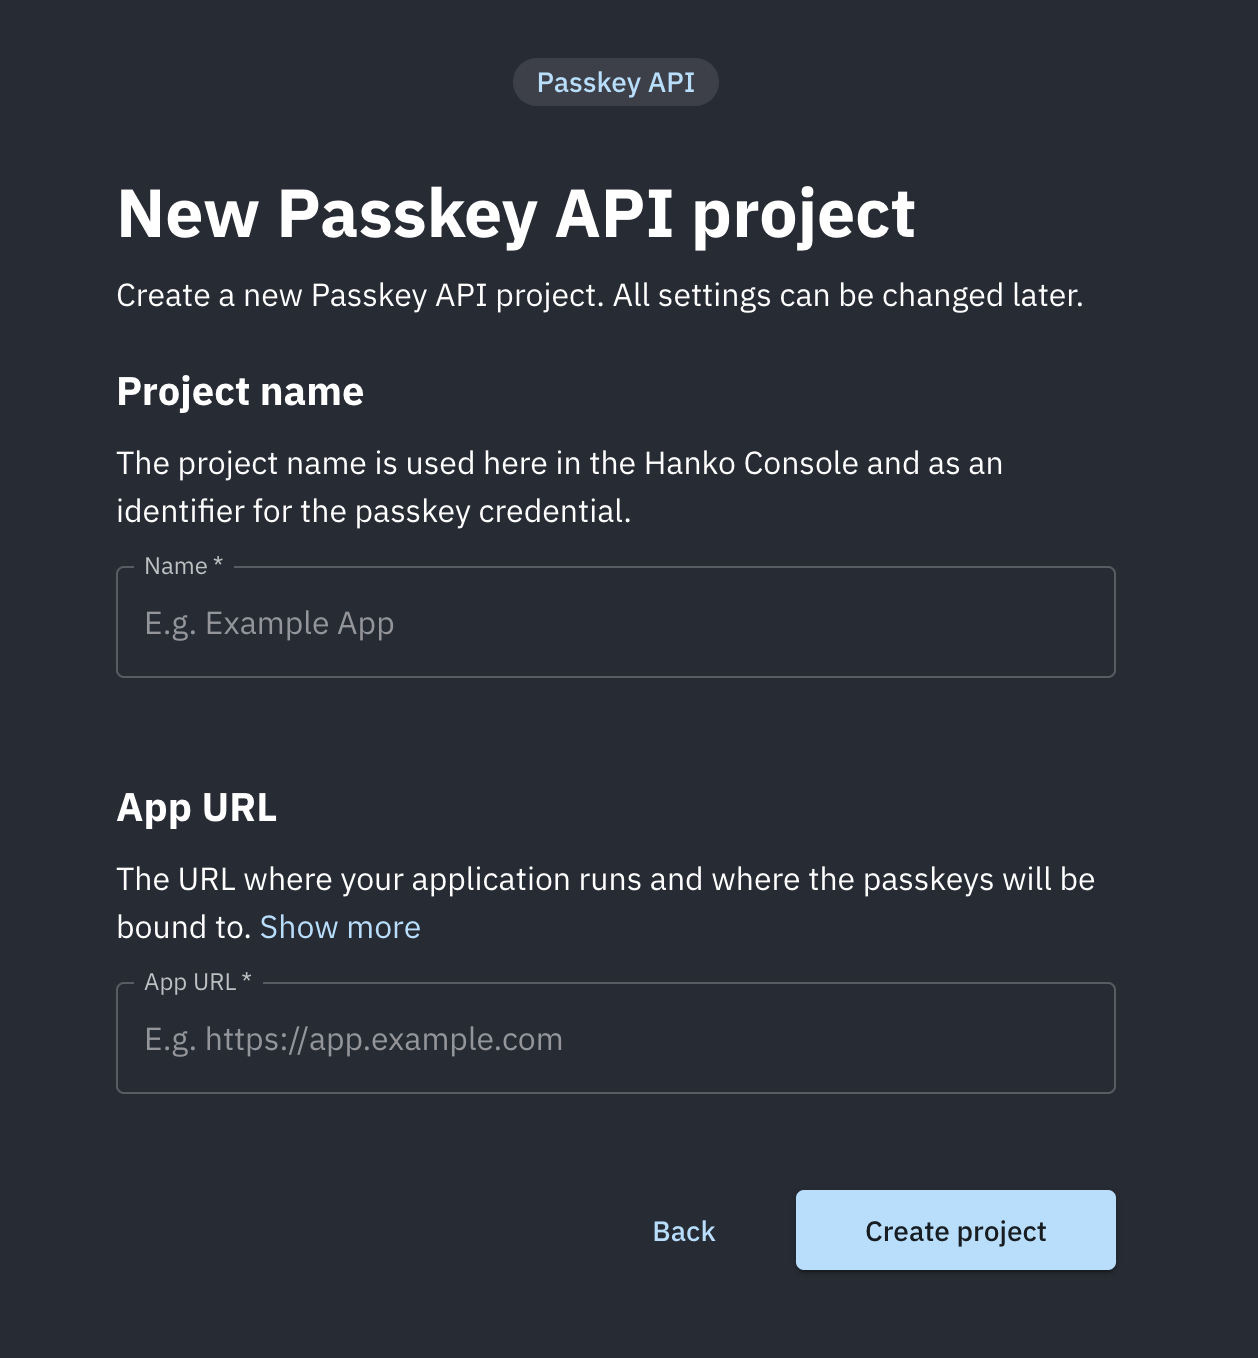 Passkey API
New Passkey API project
Create a new Passkey API project. All settings can be changed later.
Project name
The project name is used here in the Hanko Console and as an
identifier for the passkey credential.
Name *
E.g. Example App
App URL
The URL where your application runs and where the passkeys will be
bound to. Show more
App URL *
E.g. https://app.example.com
Back
Create project